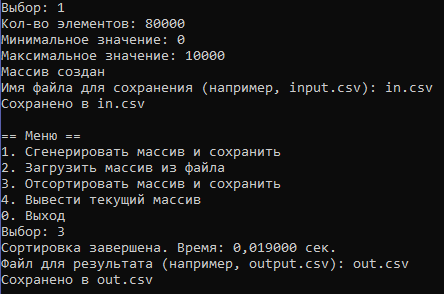 Выбор: 1
Кол-во элементов: 80000
Минимальное значение: 0
Максимальное значение: 10000
Массив создан
Имя файла для сохранения (например, input.csv): in.csv
Сохранено в in.csv

== Меню ==
1. Сгенерировать массив и сохранить
2. Загрузить массив из файла
3. Отсортировать массив и сохранить
4. Вывести текущий массив
0. Выход
Выбор: 3
Сортировка завершена. Время: 0,019000 сек.
Файл для результата (например, output.csv): out.csv
Сохранено в out.csv